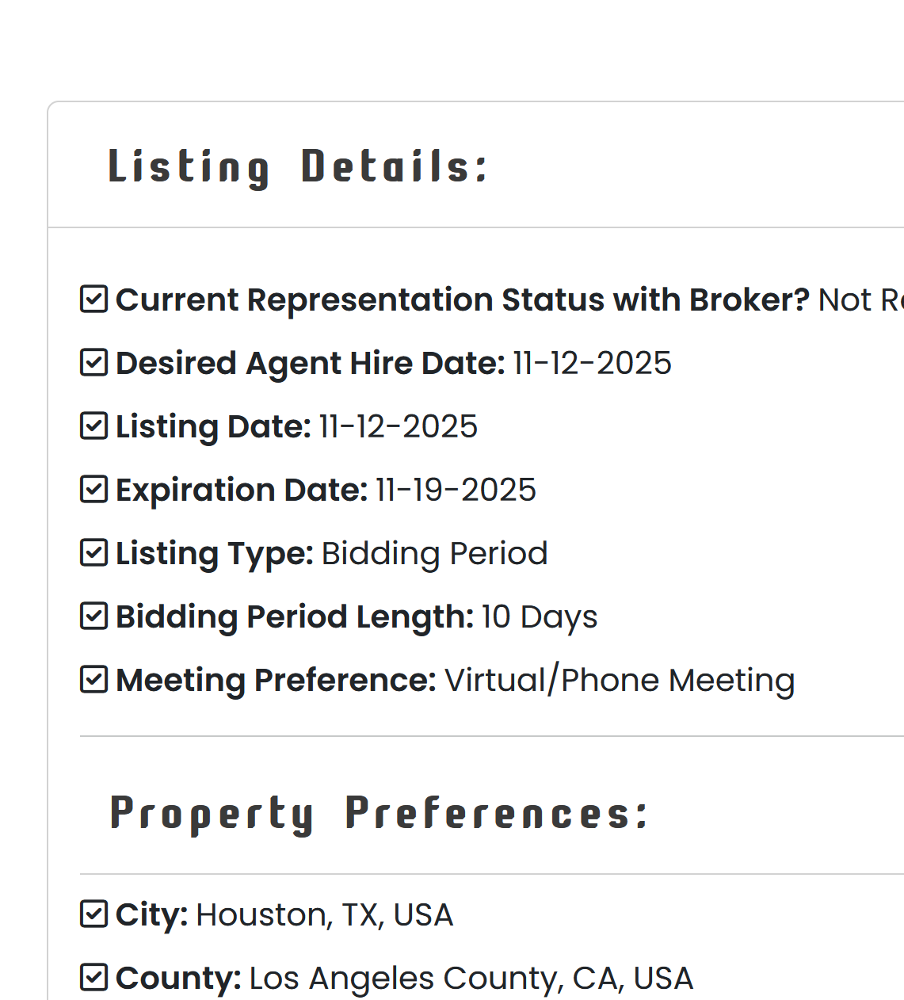 Listing Details:
Current Representation Status with Broker? Not
Desired Agent Hire Date: 11-12-2025
Listing Date: 11-12-2025
Expiration Date: 11-19-2025
Listing Type: Bidding Period
Bidding Period Length: 10 Days
Meeting Preference: Virtual/Phone Meeting
Property Preferences:
City: Houston, TX, USA
County: Los Angeles County, CA, USA